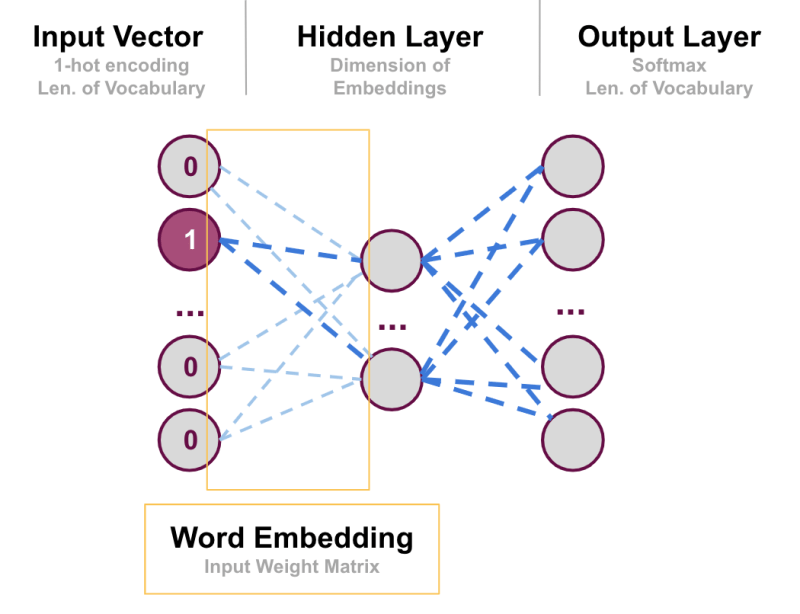 Input Vector
1-hot encoding
Len. of Vocabulary
Hidden Layer
Dimension of
Embeddings
Output Layer
Softmax
Len. of Vocabulary
0
1
...
0
0
...
...
Word Embedding
Input Weight Matrix